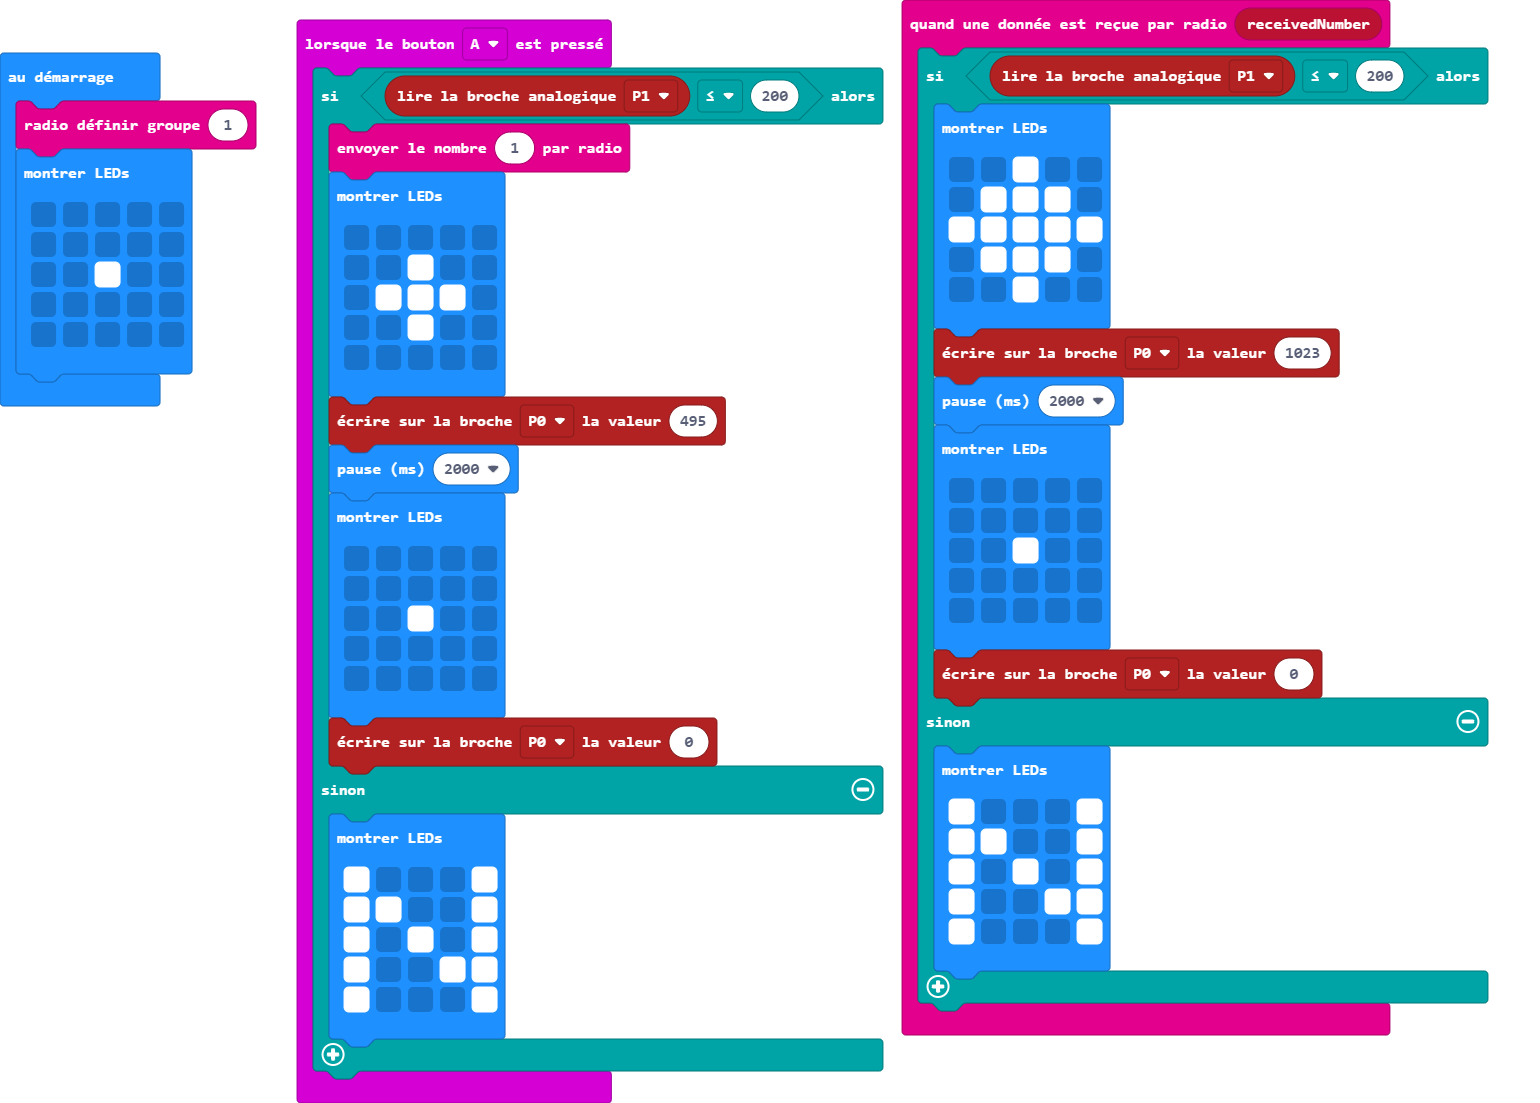 au démarrage
radio définir groupe 1
montrer LEDs
lorsque le bouton A est pressé
si lire la broche analogique P1 ≤ 200 alors
envoyer le nombre 1 par radio
montrer LEDs
écrire sur la broche P0 la valeur 495
pause (ms) 2000
montrer LEDs
écrire sur la broche P0 la valeur 0
sinon
montrer LEDs
quand une donnée est reçue par radio receivedNumber
si lire la broche analogique P1 ≤ 200 alors
montrer LEDs
écrire sur la broche P0 la valeur 1023
pause (ms) 2000
montrer LEDs
écrire sur la broche P0 la valeur 0
sinon
montrer LEDs